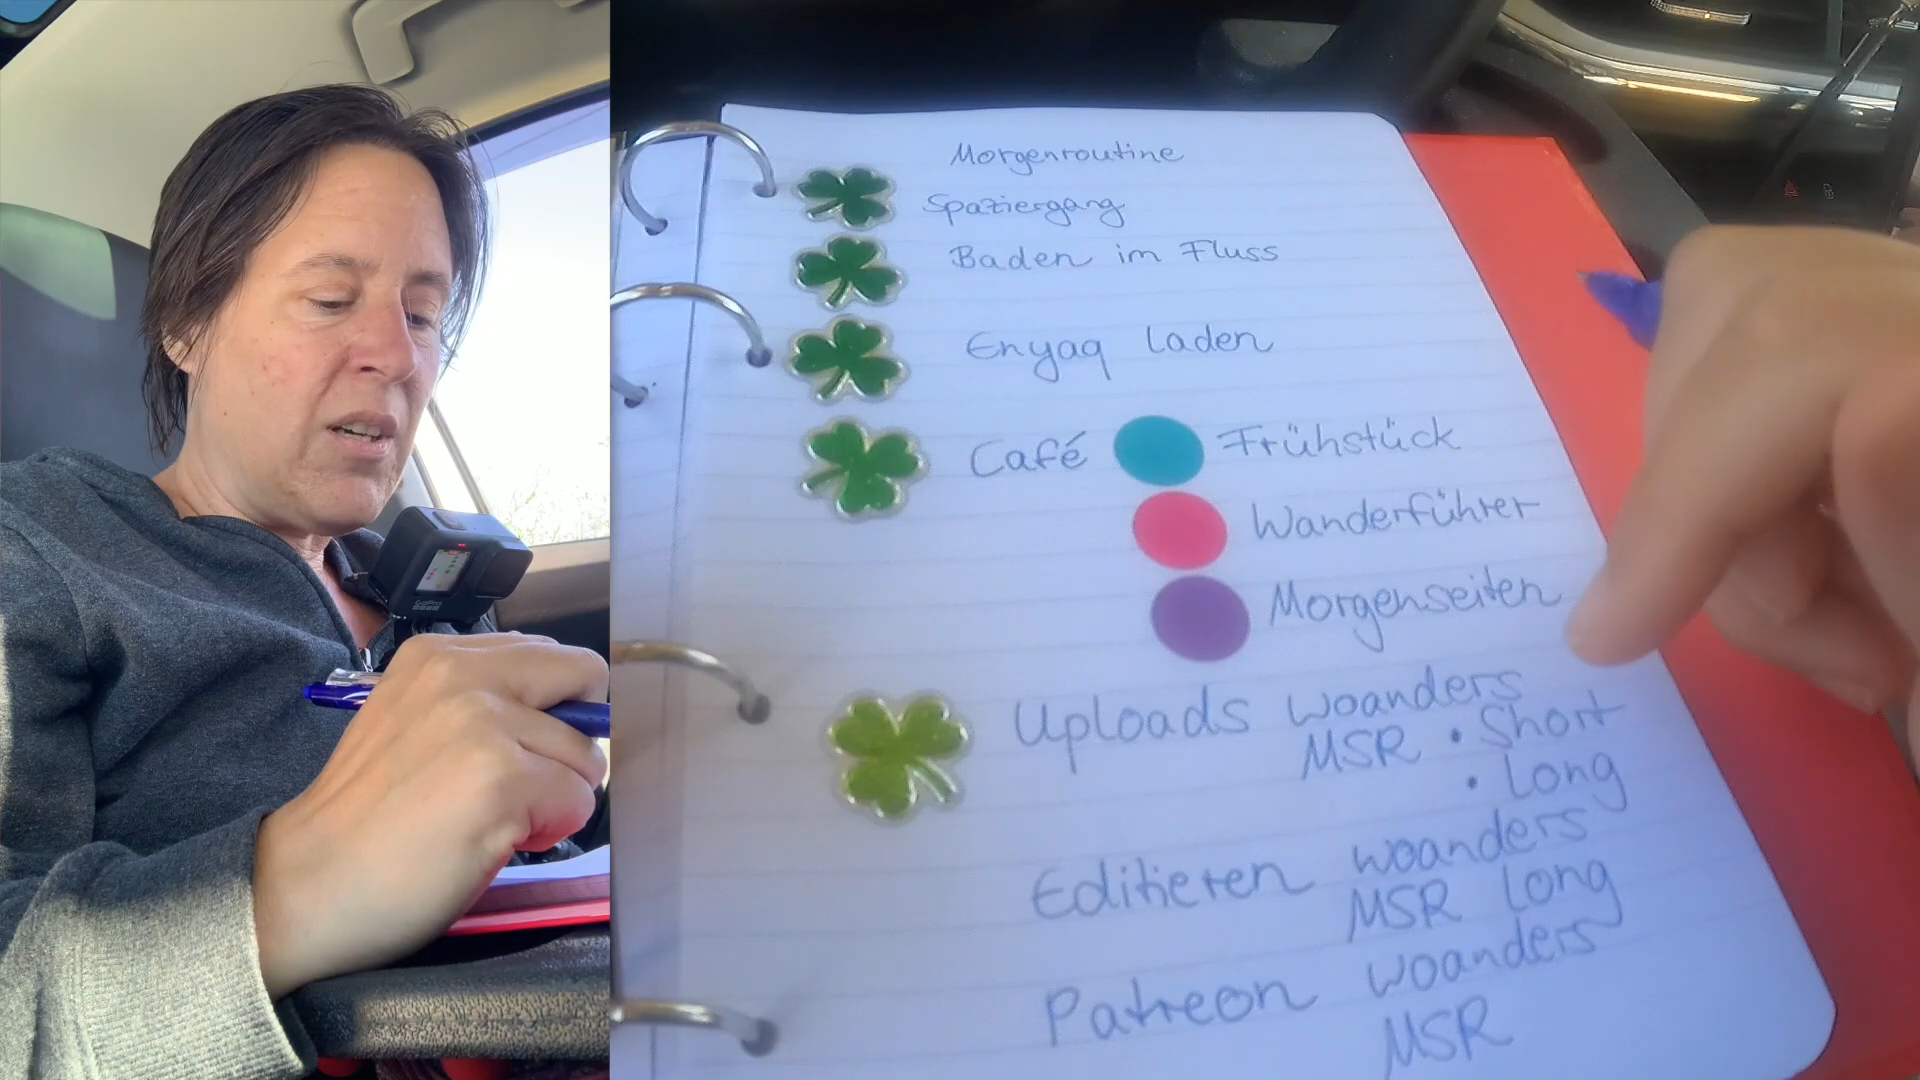 Morgenroutine
Spaziergang
Baden im Fluss
Enyaq laden
Café Frühstück
Wanderführer
Morgenseiten
Uploads woanders
MSR • Short
• Long
Editieren woanders
MSR Long
Patreon woanders
MSR
GoPro